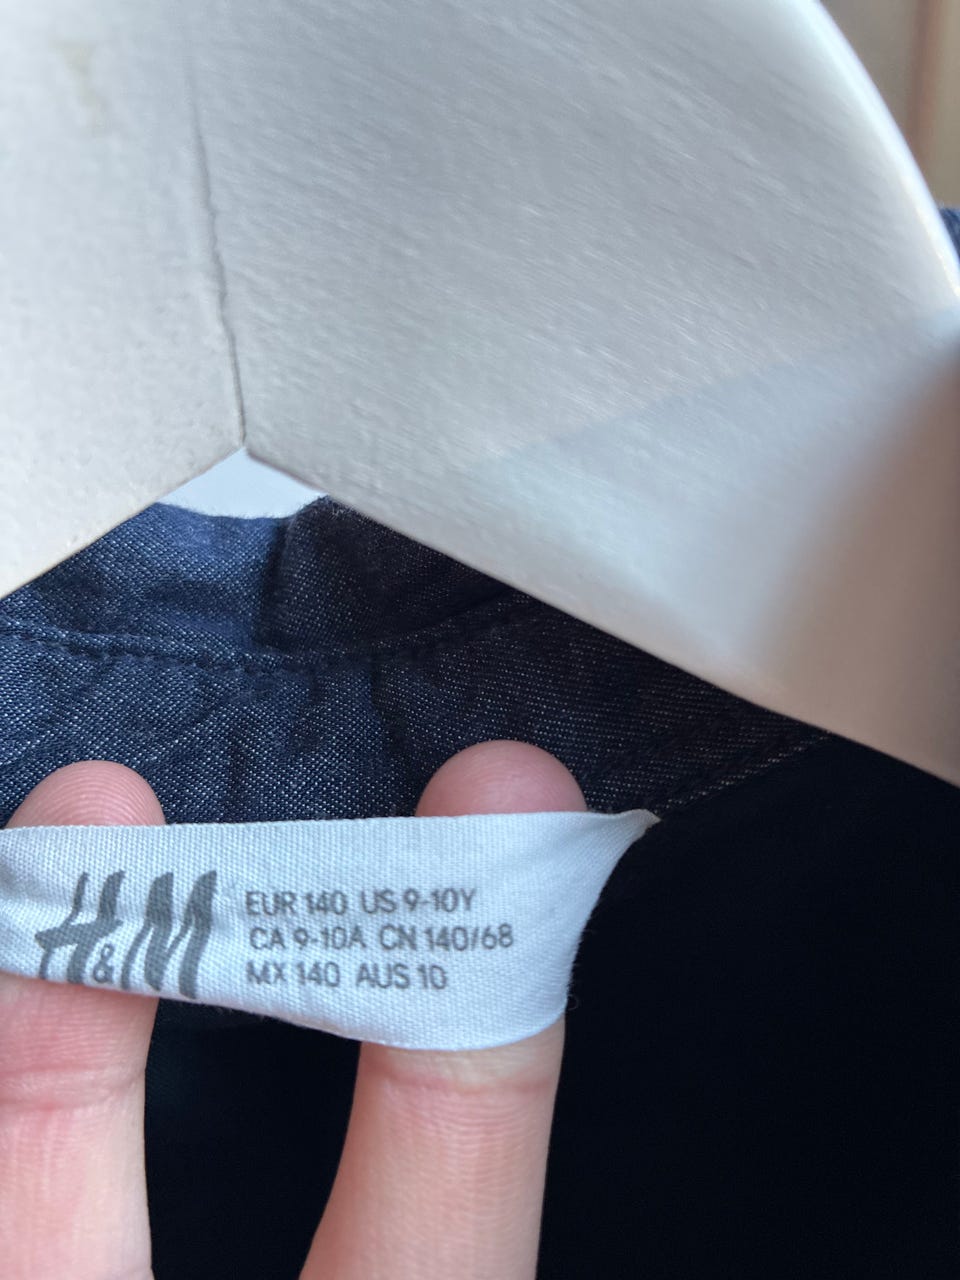 H&M
EUR 140 US 9-10Y
CA 9-10A CN 140/68
MX 140 AUS 10